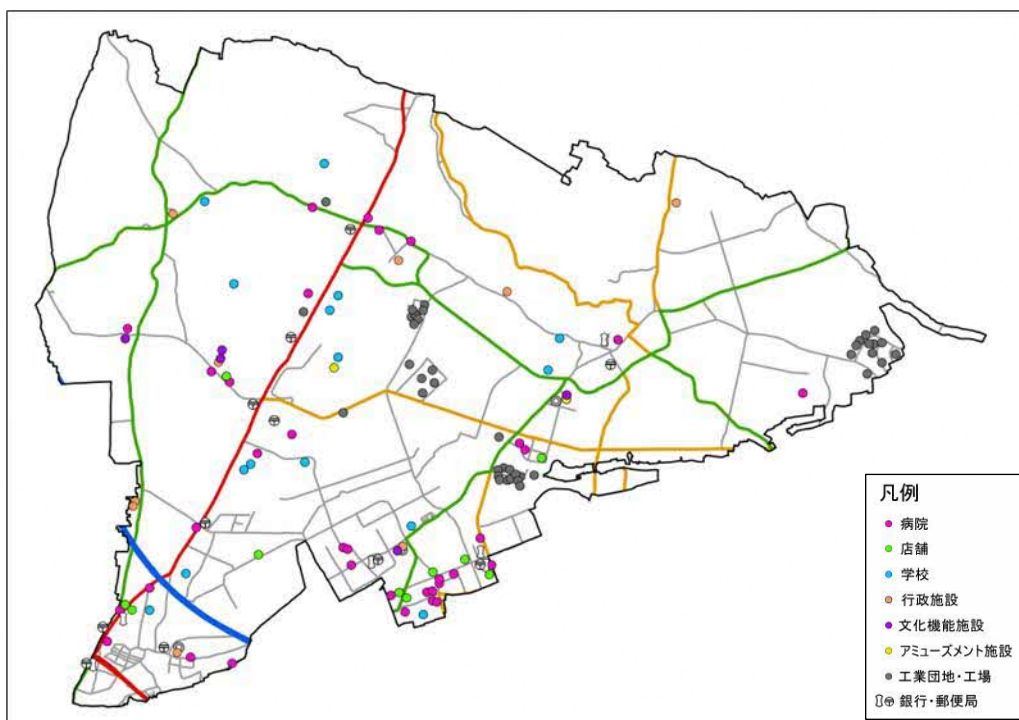 凡例
病院
店舗
学校
行政施設
文化機能施設
アミューズメント施設
工業団地・工場
銀行・郵便局